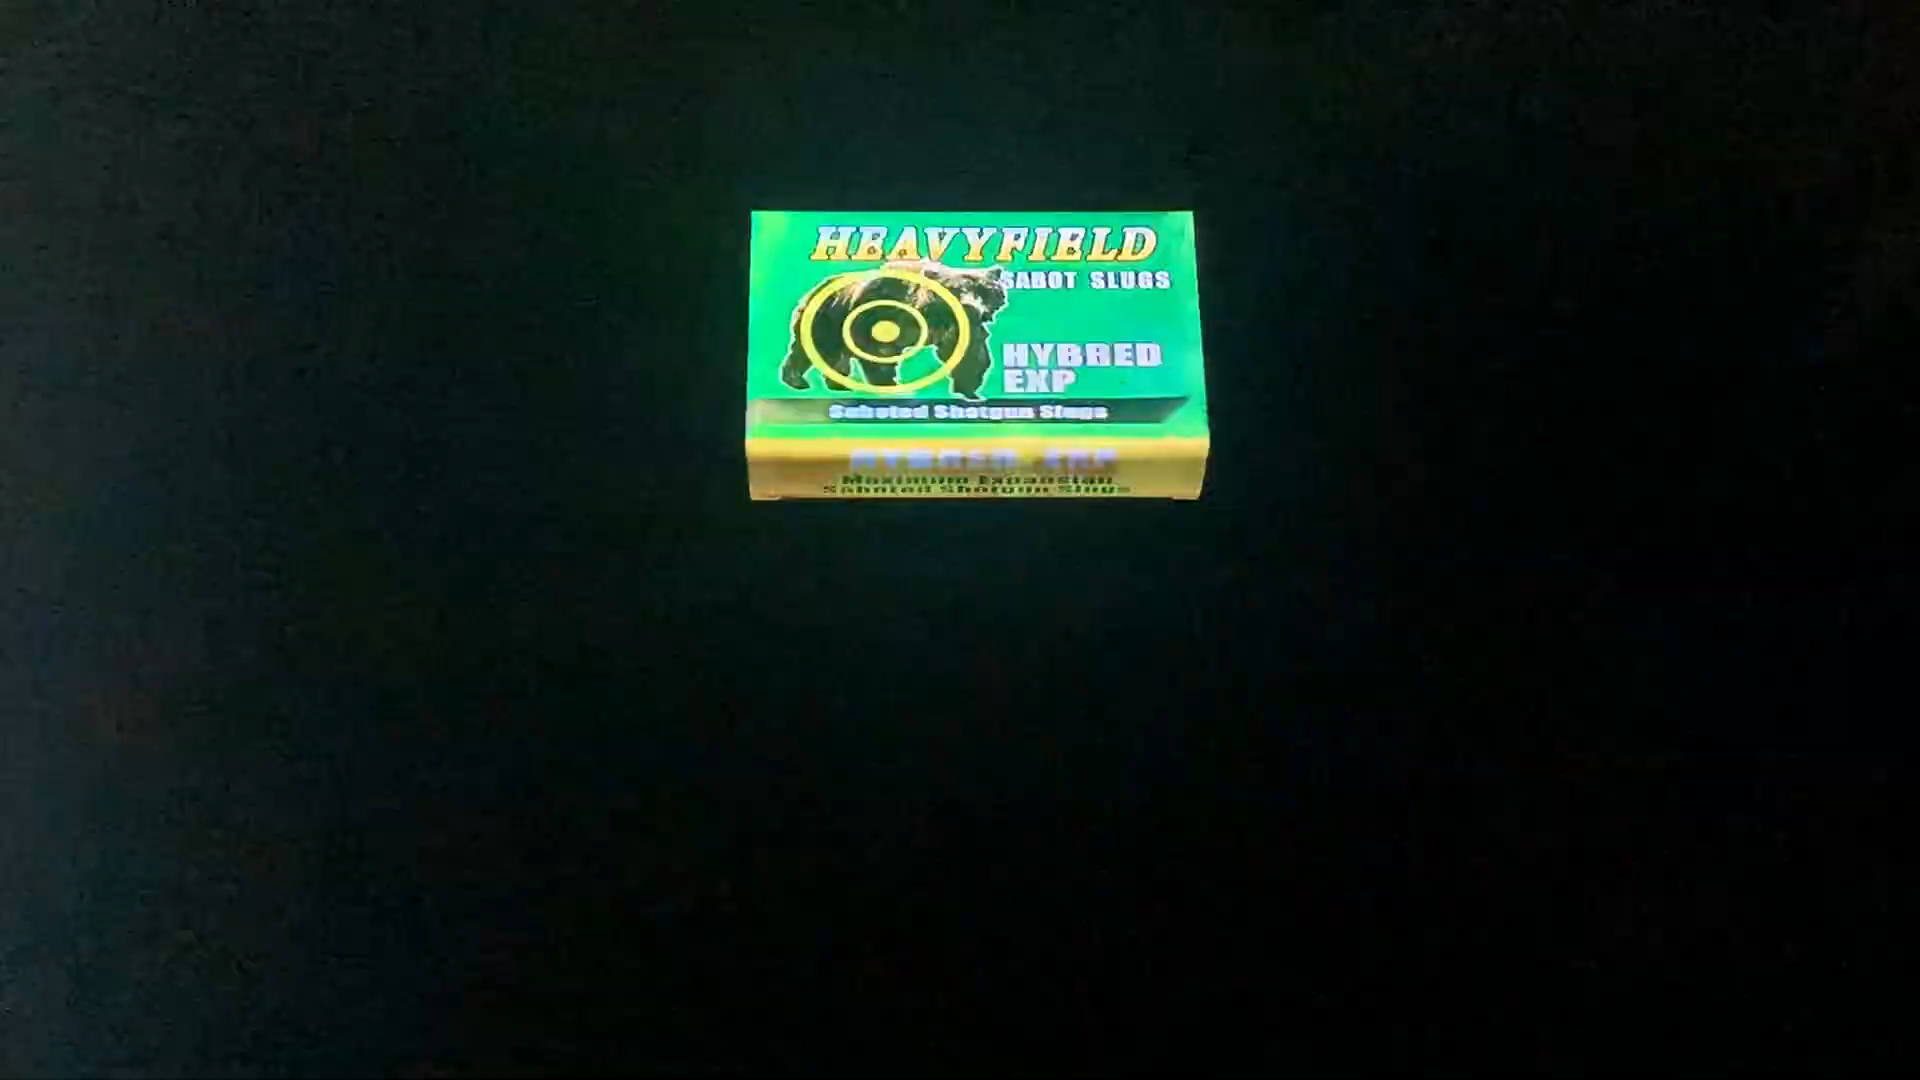 HEAVYFIELD
SABOT SLUGS
HYBRED
EXP
Saboted Shotgun Slugs
HYBRED EXP
Maximum Expansion
Saboted Shotgun Slugs